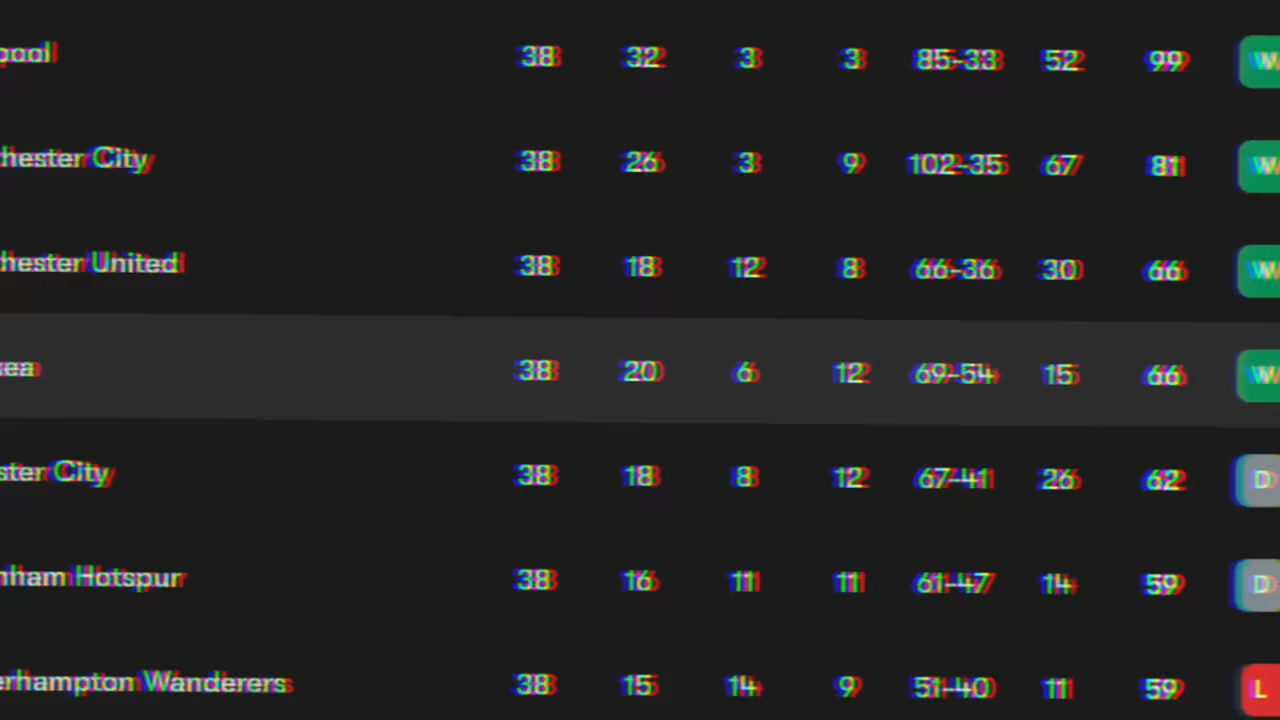 pool 38 32 3 3 85-33 52 99 W
hester City 38 26 3 9 102-35 67 81 W
hester United 38 18 12 8 66-36 30 66 W
sea 38 20 6 12 69-54 15 66 W
ster City 38 18 8 12 67-41 26 62 D
nham Hotspur 38 16 11 11 61-47 14 59 D
erhampton Wanderers 38 15 14 9 51-40 11 59 L